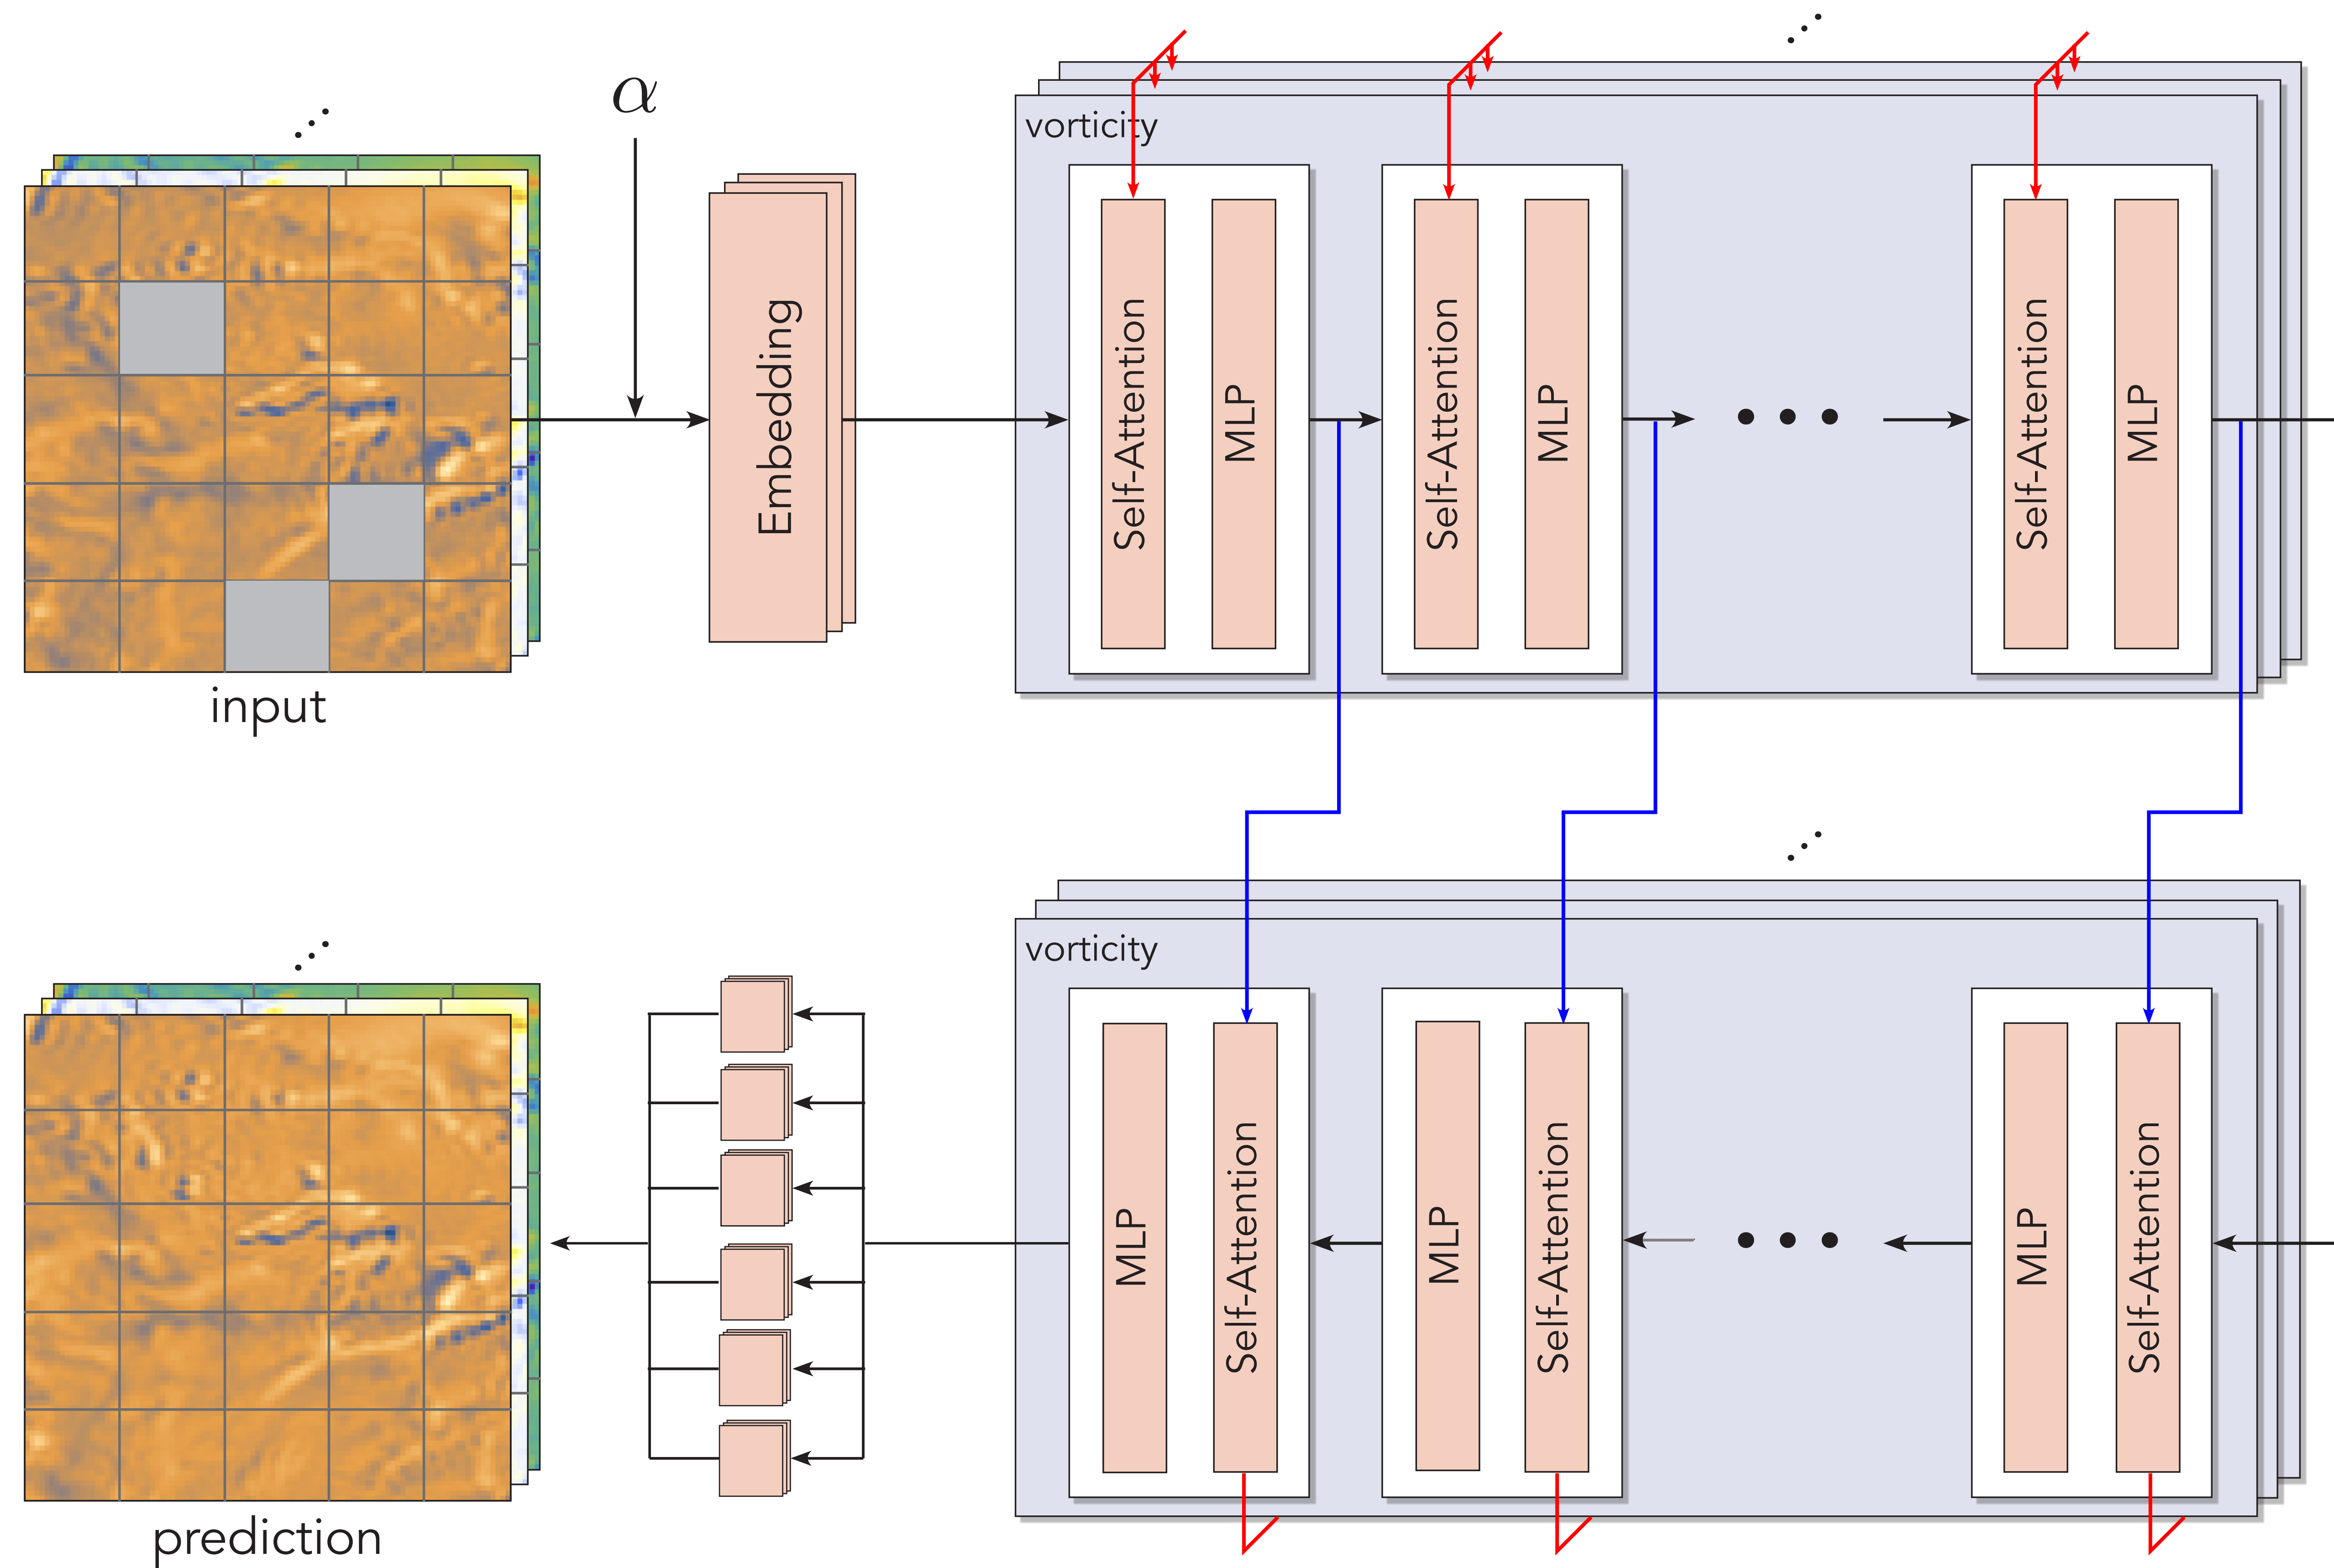 α
input
Embedding
vorticity
Self-Attention
MLP
Self-Attention
MLP
Self-Attention
MLP
vorticity
MLP
Self-Attention
MLP
Self-Attention
MLP
Self-Attention
prediction